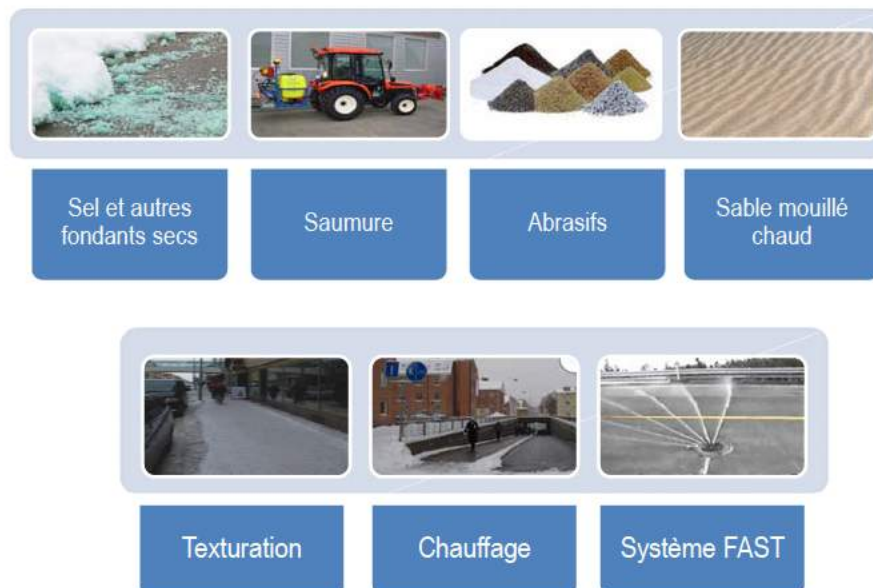 Sel et autres
fondants secs
Saumure
Abrasifs
Sable mouillé
chaud
Texturation
Chauffage
Système FAST